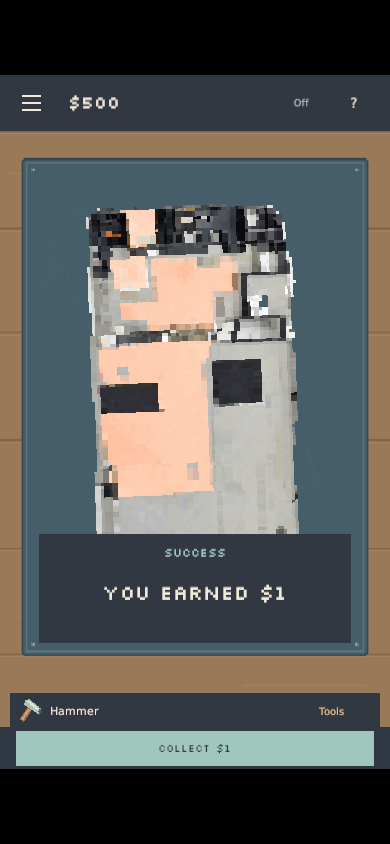 $500
Off
?
SUCCESS
YOU EARNED $1
Hammer
Tools
COLLECT $1